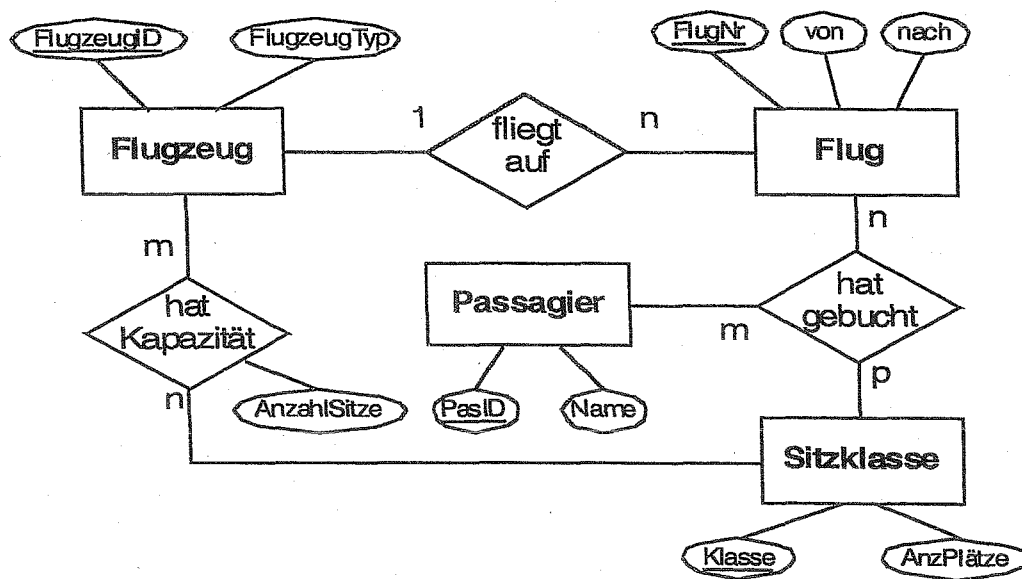 FlugzeugID
FlugzeugTyp
FlugNr
von
nach
Flugzeug
1
fliegt
auf
n
Flug
m
n
hat
Kapazität
Passagier
hat
gebucht
m
n
AnzahlSitze
PasID
Name
p
Sitzklasse
Klasse
AnzPlätze